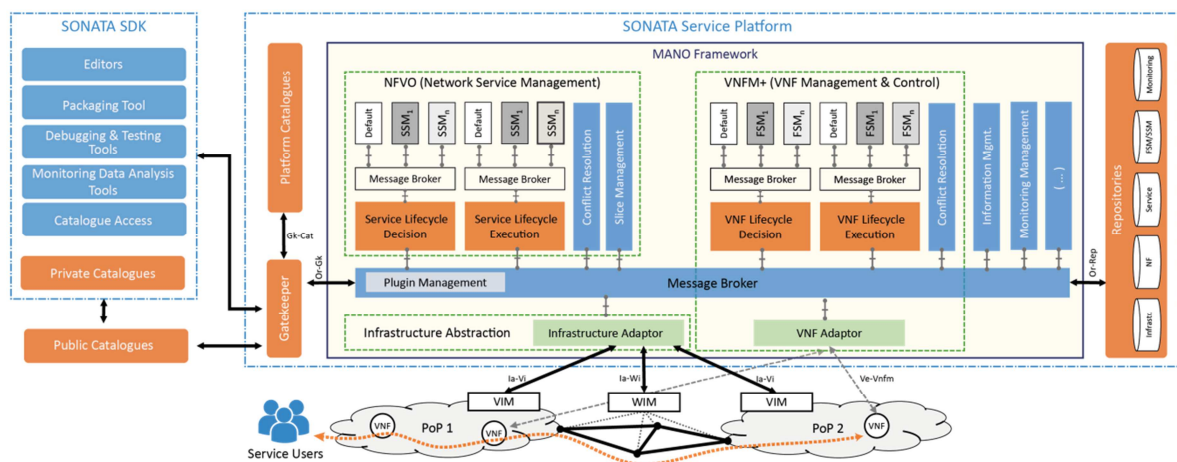 SONATA SDK
Editors
Packaging Tool
Debugging & Testing
Tools
Monitoring Data Analysis
Tools
Catalogue Access
Private Catalogues
Public Catalogues
SONATA Service Platform
Platform Catalogues
Gk-Cat
Gatekeeper
Or-Gk
MANO Framework
NFVO (Network Service Management)
Default
SSM1
SSMn
Default
SSM1
SSMn
Message Broker
Message Broker
Service Lifecycle
Decision
Service Lifecycle
Execution
Conflict Resolution
Slice Management
VNFM+ (VNF Management & Control)
Default
FSM1
FSMn
Default
FSM1
FSMn
Message Broker
Message Broker
VNF Lifecycle
Decision
VNF Lifecycle
Execution
Conflict Resolution
Information Mgmt.
Monitoring Management
( ... )
Plugin Management
Message Broker
Or-Rep
Repositories
Monitoring
FSM/SSM
Service
NF
Infrastr.
Infrastructure Abstraction
Infrastructure Adaptor
VNF Adaptor
Ia-Vi
Ia-Wi
Ia-Vi
Ve-Vnfm
VIM
WIM
VIM
VNF
PoP 1
VNF
PoP 2
VNF
Service Users